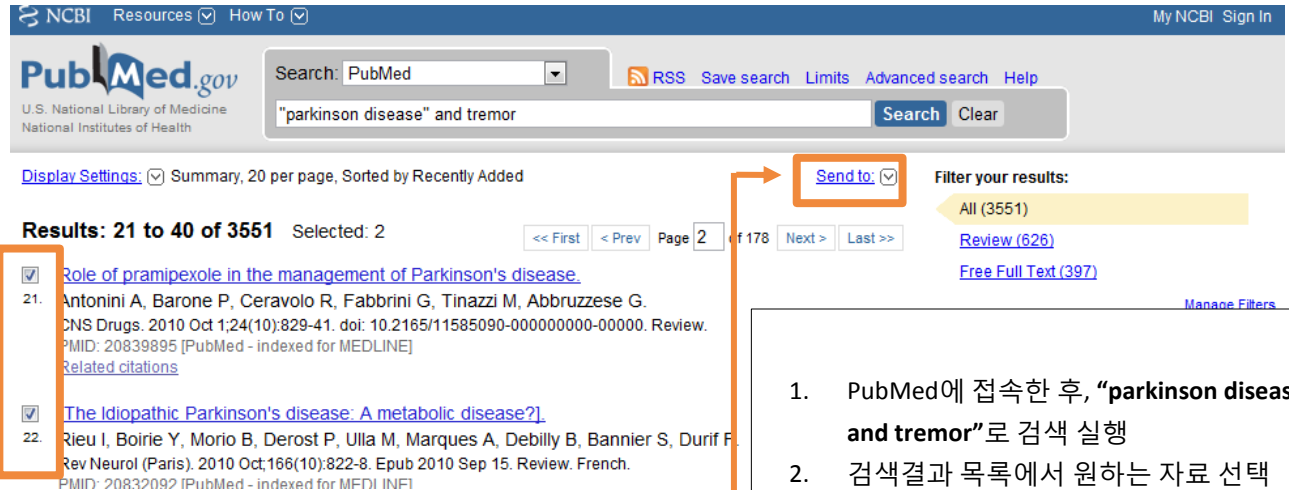 NCBI Resources How To My NCBI Sign In
PubMed.gov
U.S. National Library of Medicine
National Institutes of Health
Search: PubMed
RSS Save search Limits Advanced search Help
"parkinson disease" and tremor Search Clear
Display Settings: Summary, 20 per page, Sorted by Recently Added Send to:
Filter your results:
All (3551)
Review (626)
Free Full Text (397)
Manage Filters
Results: 21 to 40 of 3551 Selected: 2
<< First < Prev Page 2 of 178 Next > Last >>
Role of pramipexole in the management of Parkinson's disease.
21. Antonini A, Barone P, Ceravolo R, Fabbrini G, Tinazzi M, Abbruzzese G.
CNS Drugs. 2010 Oct 1;24(10):829-41. doi: 10.2165/11585090-000000000-00000. Review.
PMID: 20839895 [PubMed - indexed for MEDLINE]
Related citations
[The Idiopathic Parkinson's disease: A metabolic disease?].
22. Rieu I, Boirie Y, Morio B, Derost P, Ulla M, Marques A, Debilly B, Bannier S, Durif F.
Rev Neurol (Paris). 2010 Oct;166(10):822-8. Epub 2010 Sep 15. Review. French.
PMID: 20832092 [PubMed - indexed for MEDLINE]
1. PubMed에 접속한 후, “parkinson diseas
and tremor”로 검색 실행
2. 검색결과 목록에서 원하는 자료 선택